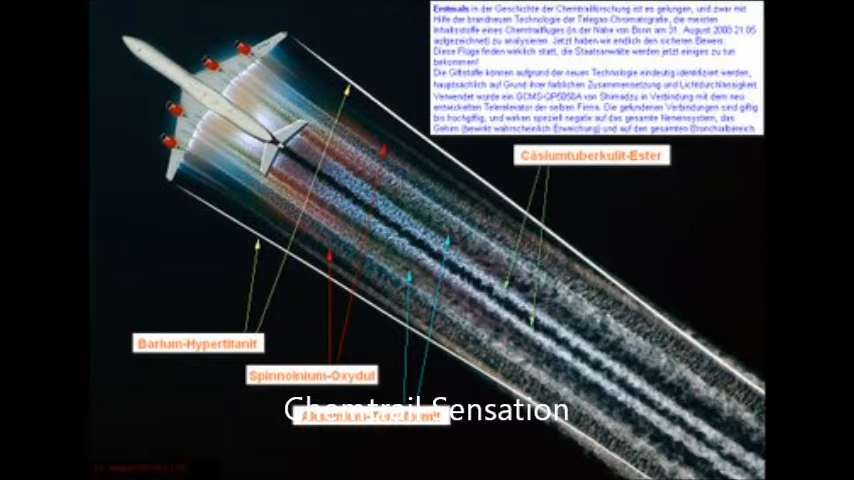 Erstmals in der Geschichte der Chemtrailforschung ist es gelungen, und zwar mit
Hilfe der brandneuen Technologie der Telegas-Chromatografie, die meisten
Inhaltsstoffe eines Chemtrailfluges (in der Nähe von Bonn am 31. August 2008 21:05
aufgezeichnet) zu analysieren. Jetzt haben wir endlich den sicheren Beweis:
Diese Flüge finden wirklich statt, die Staatsanwälte werden jetzt einiges zu tun
bekommen!
Die Giftstoffe können aufgrund der neuen Technologie eindeutig identifiziert werden,
hauptsächlich auf Grund ihrer farblichen Zusammensetzung und Lichtdurchlässigkeit.
Verwendet wurde ein GCMS-QP5050A von Shimadzu in Verbindung mit dem neu
entwickelten Telerelevator der selben Firma. Die gefundenen Verbindungen sind giftig
bis hochgiftig, und wirken speziell negativ auf das gesamte Nervensystem, das
Gehirn (bewirkt wahrscheinlich Erweichung) und auf den gesamten Bronchialbereich.
Cäsiumtuberkulit-Ester
Barium-Hypertitanit
Spinnoinium-Oxydul
Chemtrail Sensation